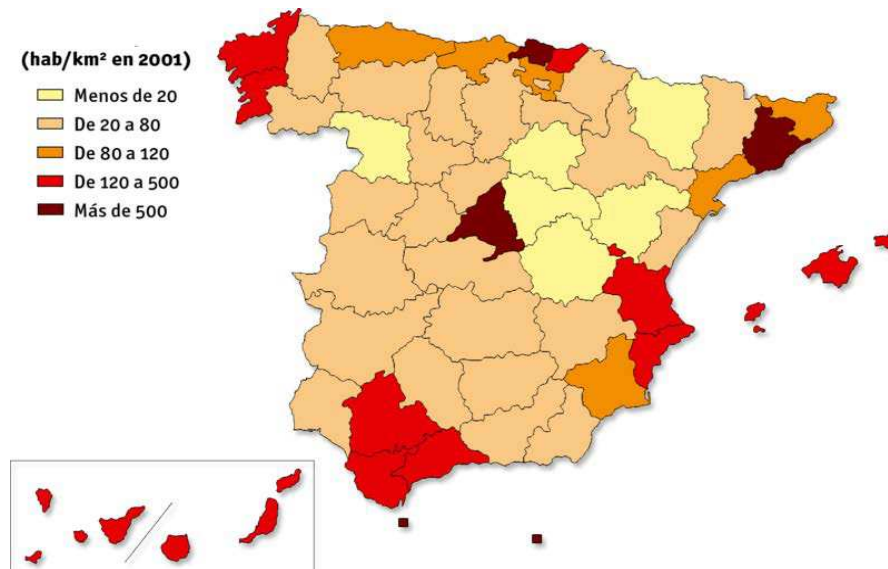 (hab/km² en 2001)
Menos de 20
De 20 a 80
De 80 a 120
De 120 a 500
Más de 500